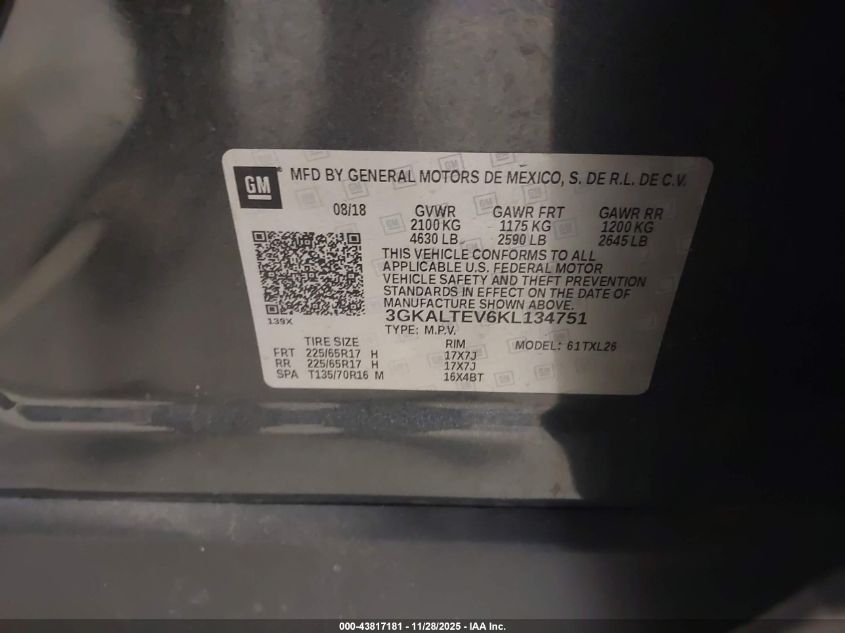 GM
MFD BY GENERAL MOTORS DE MEXICO, S. DE R.L. DE C.V.
08/18 GVWR GAWR FRT GAWR RR
2100 KG 1175 KG 1200 KG
4630 LB 2590 LB 2645 LB
THIS VEHICLE CONFORMS TO ALL
APPLICABLE U.S. FEDERAL MOTOR
VEHICLE SAFETY AND THEFT PREVENTION
STANDARDS IN EFFECT ON THE DATE OF
MANUFACTURE SHOWN ABOVE.
139X
3GKALTEV6KL134751
TYPE: M.P.V.
TIRE SIZE RIM MODEL: 61TXL26
FRT 225/65R17 H 17X7J
RR 225/65R17 H 17X7J
SPA T135/70R16 M 16X4BT
000-43817181 - 11/28/2025 - IAA Inc.